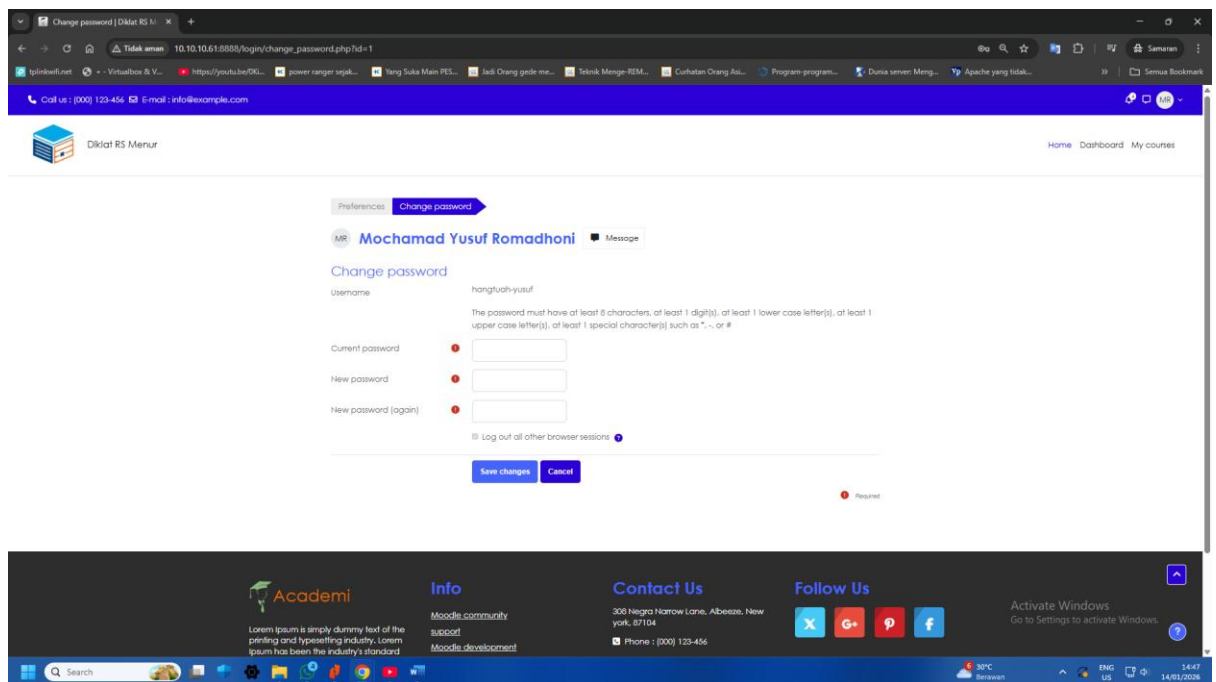 Change password | Diklat RS M
Tidak aman 10.10.10.61:8888/login/change_password.php?id=1
Samaran
tplinkwifi.net
- Virtualbox & V...
https://youtu.be/DKi...
power ranger sejak...
Yang Suka Main PES...
Jadi Orang gede me...
Teknik Menge-REM...
Curhatan Orang Asi...
Program-program...
Dunia server: Meng...
Apache yang tidak...
Semua Bookmark
Call us : (000) 123-456 E-mail : info@example.com
MR
Diklat RS Menur
Home Dashboard My courses
Preferences Change password
MR Mochamad Yusuf Romadhoni Message
Change password
Username hangtuah-yusuf
The password must have at least 8 characters, at least 1 digit(s), at least 1 lower case letter(s), at least 1
upper case letter(s), at least 1 special character(s) such as *, -, or #
Current password
New password
New password (again)
Log out all other browser sessions ?
Save changes Cancel
Required
Academi
Lorem Ipsum is simply dummy text of the
printing and typesetting industry. Lorem
Ipsum has been the industry's standard
Info
Moodle community
support
Moodle development
Contact Us
308 Negra Narrow Lane, Albeeze, New
york, 87104
Phone : (000) 123-456
Follow Us
X G+ f
Activate Windows
Go to Settings to activate Windows.
?
Search
6 30°C
Berawan
ENG
US
14:47
14/01/2026